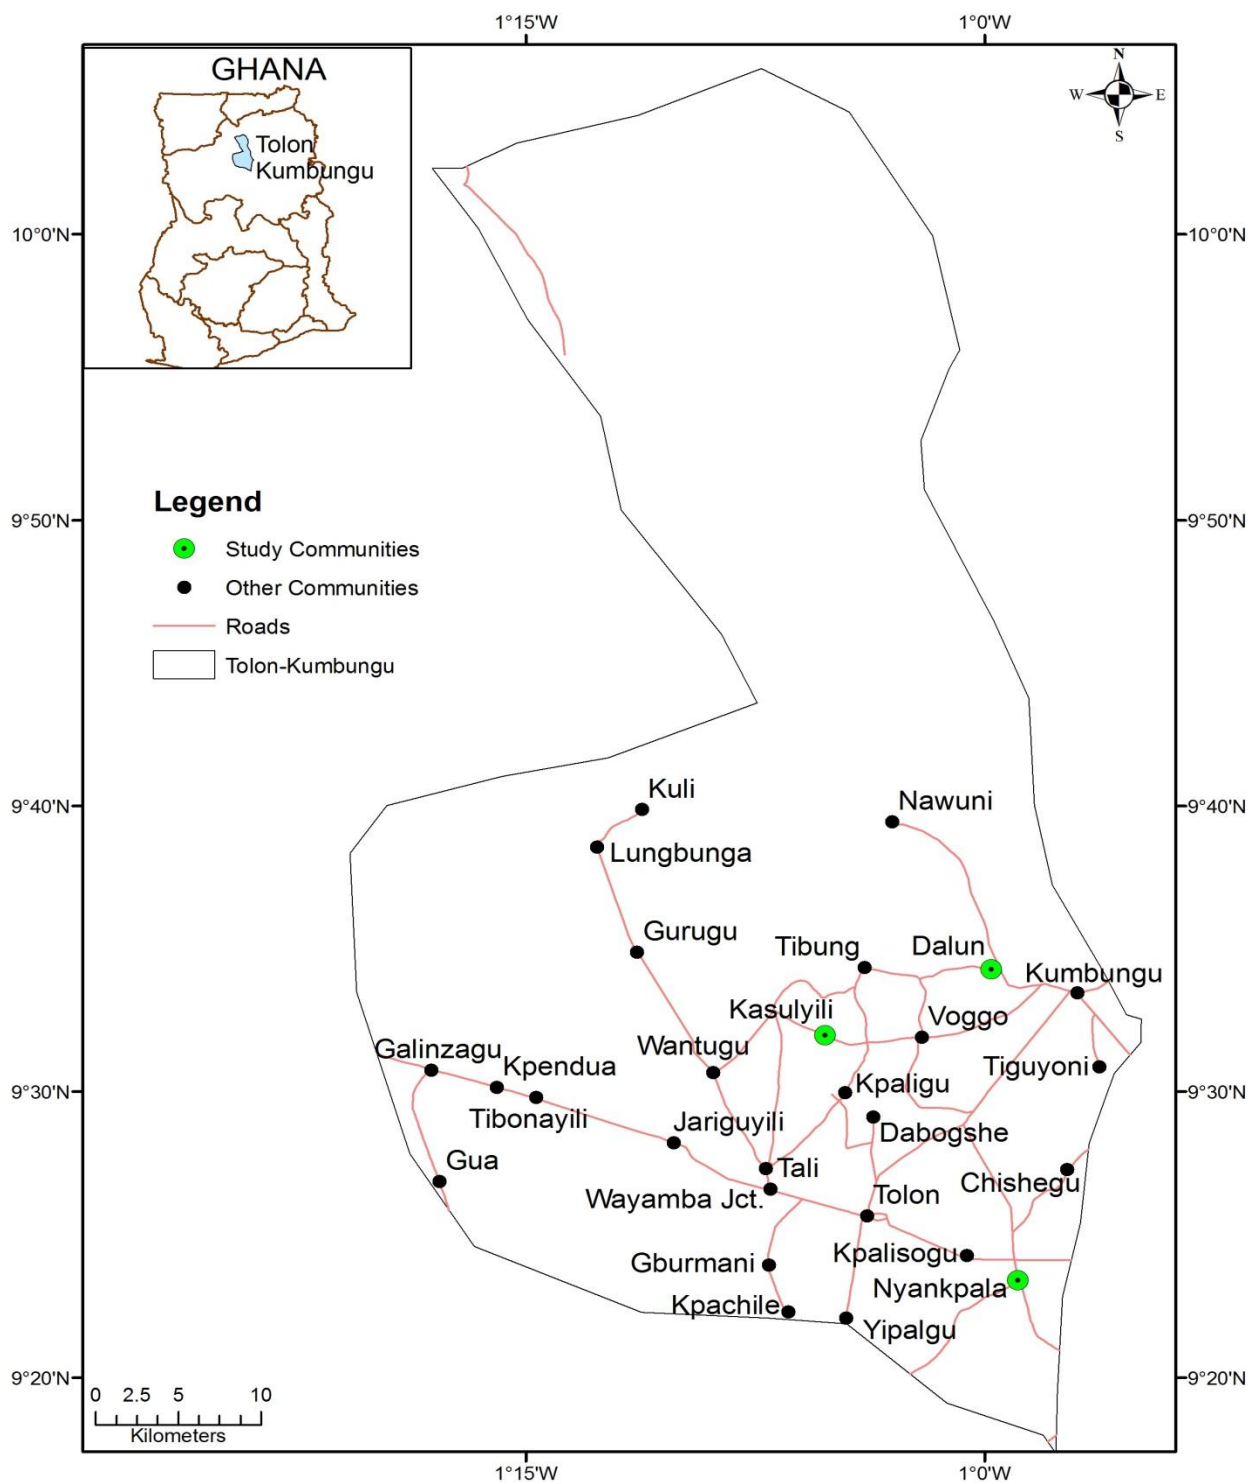 1°15'W 1°0'W
GHANA
Tolon
Kumbungu
N
W E
S
10°0'N 10°0'N
9°50'N 9°50'N
Legend
Study Communities
Other Communities
Roads
Tolon-Kumbungu
9°40'N 9°40'N
Kuli
Nawuni
Lungbunga
Gurugu
Tibung
Dalun
Kumbungu
Kasulyili
Voggo
Wantugu
Galinzagu
Kpendua
Tiguyoni
9°30'N 9°30'N
Kpaligu
Tibonayili
Jariguyili
Dabogshe
Gua
Tali
Chishegu
Wayamba Jct.
Tolon
Kpalisogu
Gburmani
Nyankpala
Kpachile
Yipalgu
9°20'N 9°20'N
0 2.5 5 10
Kilometers
1°15'W 1°0'W